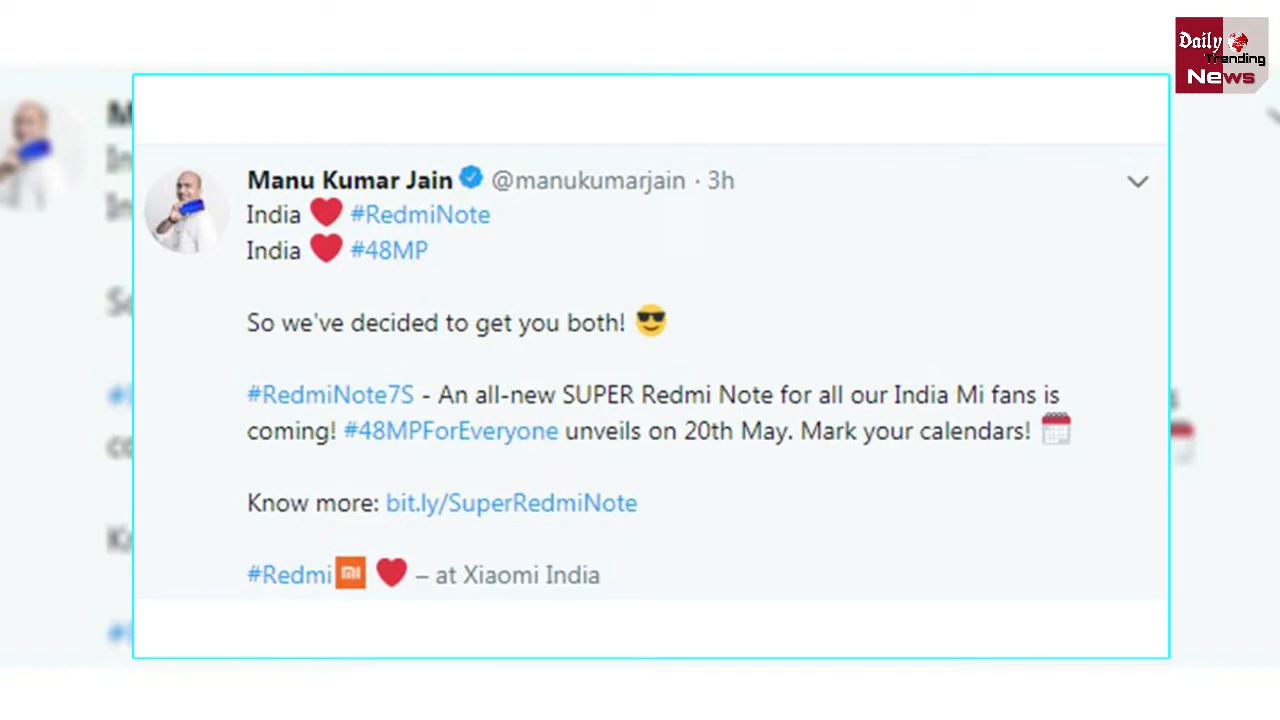 Daily
Trending
News
Manu Kumar Jain @manukumarjain · 3h
India ❤️ #RedmiNote
India ❤️ #48MP
So we've decided to get you both! 😎
#RedmiNote7S - An all-new SUPER Redmi Note for all our India Mi fans is
coming! #48MPForEveryone unveils on 20th May. Mark your calendars! 📅
Know more: bit.ly/SuperRedmiNote
#Redmi MI ❤️ – at Xiaomi India